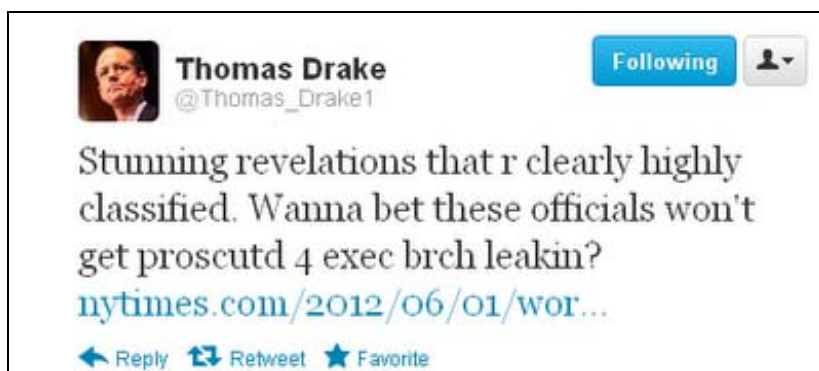 Thomas Drake
@Thomas_Drake1
Following
Stunning revelations that r clearly highly
classified. Wanna bet these officials won't
get proscutd 4 exec brch leakin?
nytimes.com/2012/06/01/wor...
Reply Retweet Favorite